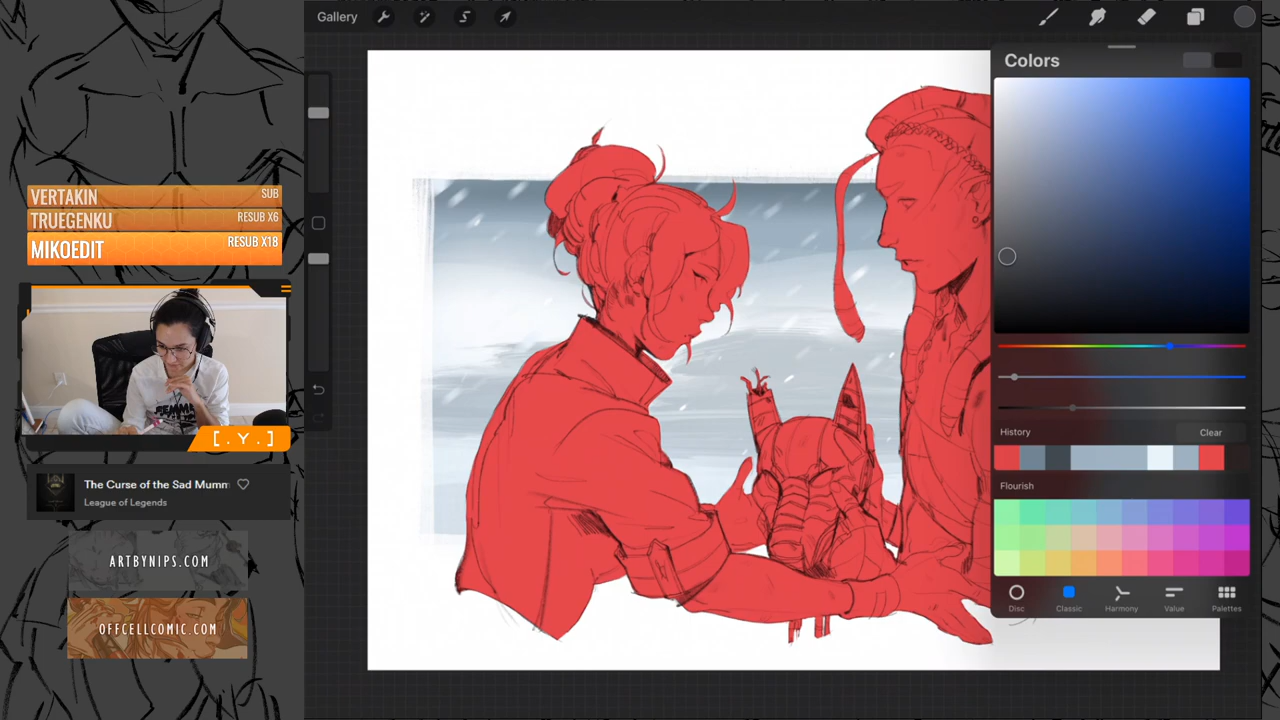 Gallery
VERTAKIN SUB
TRUEGENKU RESUB X6
MIKOEDIT RESUB X18
[.Y.]
The Curse of the Sad Mumm
League of Legends
ARTBYNIPS.COM
OFFCELLCOMIC.COM
Colors
History
Clear
Flourish
Disc
Classic
Harmony
Value
Palettes